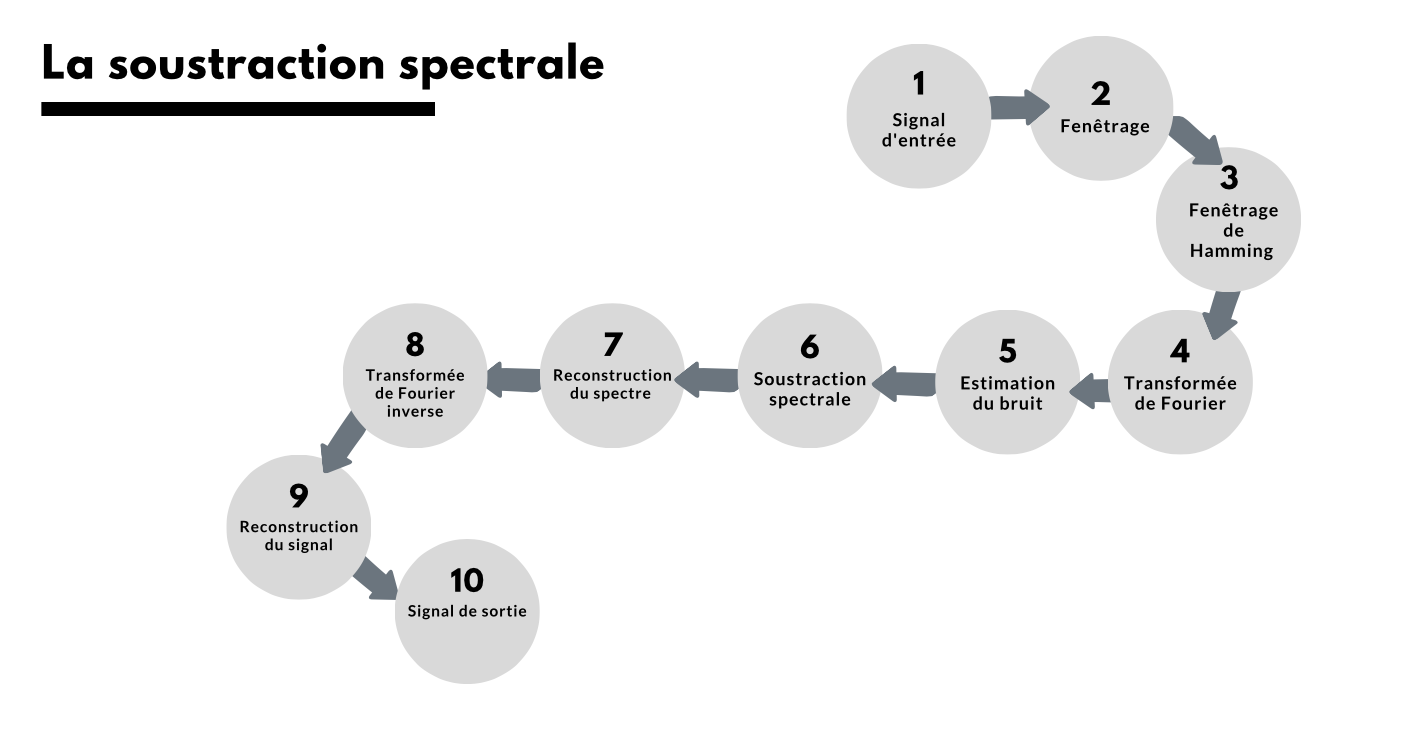 La soustraction spectrale
1
Signal
d'entrée
2
Fenêtrage
3
Fenêtrage
de
Hamming
4
Transformée
de Fourier
5
Estimation
du bruit
6
Soustraction
spectrale
7
Reconstruction
du spectre
8
Transformée
de Fourier
inverse
9
Reconstruction
du signal
10
Signal de sortie